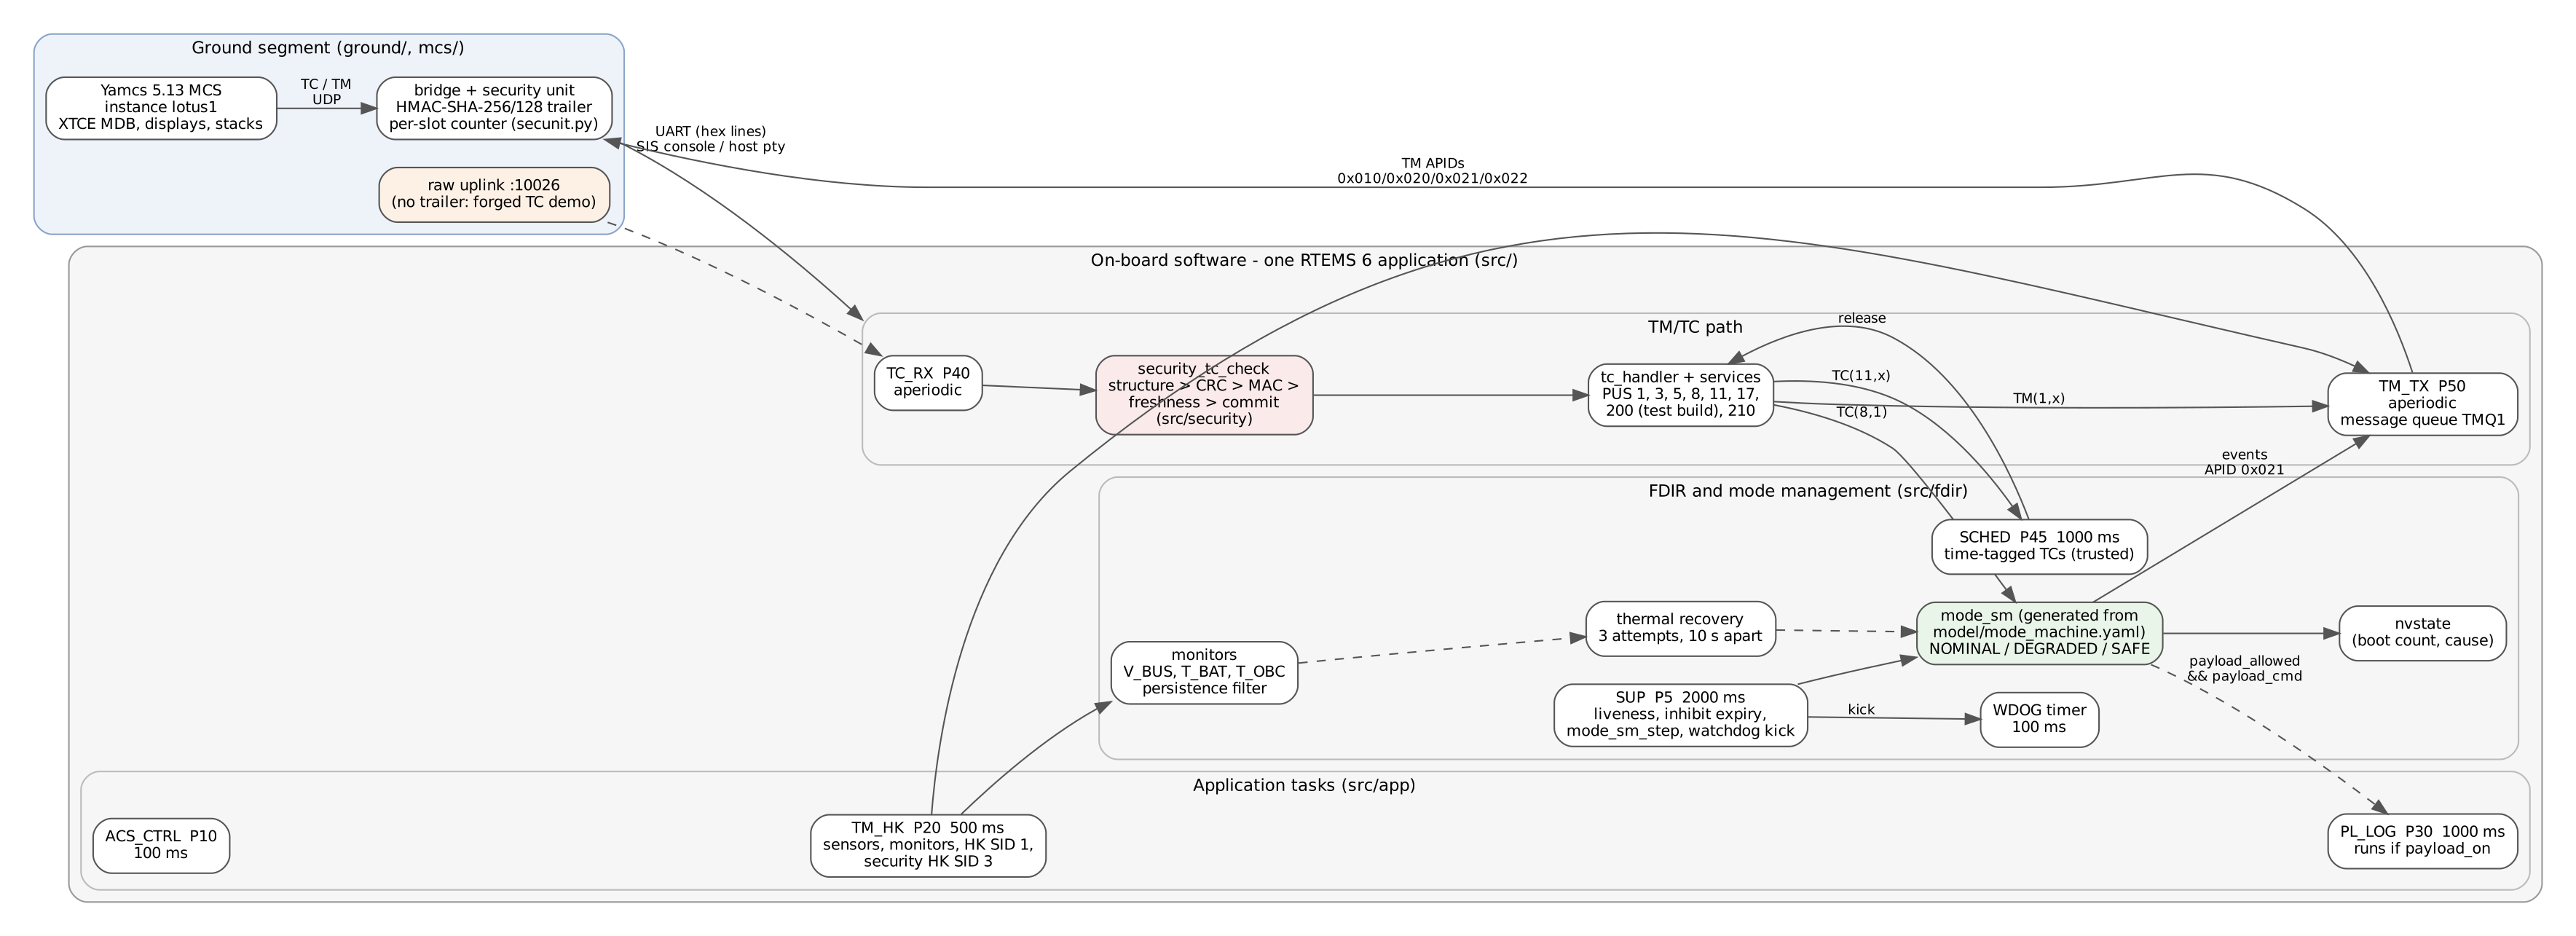 Ground segment (ground/, mcs/)
Yamcs 5.13 MCS
instance lotus1
XTCE MDB, displays, stacks
TC / TM
UDP
bridge + security unit
HMAC-SHA-256/128 trailer
per-slot counter (secunit.py)
raw uplink :10026
(no trailer: forged TC demo)
UART (hex lines)
SIS console / host pty
TM APIDs
0x010/0x020/0x021/0x022
On-board software - one RTEMS 6 application (src/)
TM/TC path
TC_RX  P40
aperiodic
security_tc_check
structure > CRC > MAC >
freshness > commit
(src/security)
tc_handler + services
PUS 1, 3, 5, 8, 11, 17,
200 (test build), 210
release
TC(11,x)
TM(1,x)
TC(8,1)
TM_TX  P50
aperiodic
message queue TMQ1
events
APID 0x021
FDIR and mode management (src/fdir)
SCHED  P45  1000 ms
time-tagged TCs (trusted)
monitors
V_BUS, T_BAT, T_OBC
persistence filter
thermal recovery
3 attempts, 10 s apart
mode_sm (generated from
model/mode_machine.yaml)
NOMINAL / DEGRADED / SAFE
nvstate
(boot count, cause)
SUP  P5  2000 ms
liveness, inhibit expiry,
mode_sm_step, watchdog kick
kick
WDOG timer
100 ms
payload_allowed
&& payload_cmd
Application tasks (src/app)
ACS_CTRL  P10
100 ms
TM_HK  P20  500 ms
sensors, monitors, HK SID 1,
security HK SID 3
PL_LOG  P30  1000 ms
runs if payload_on